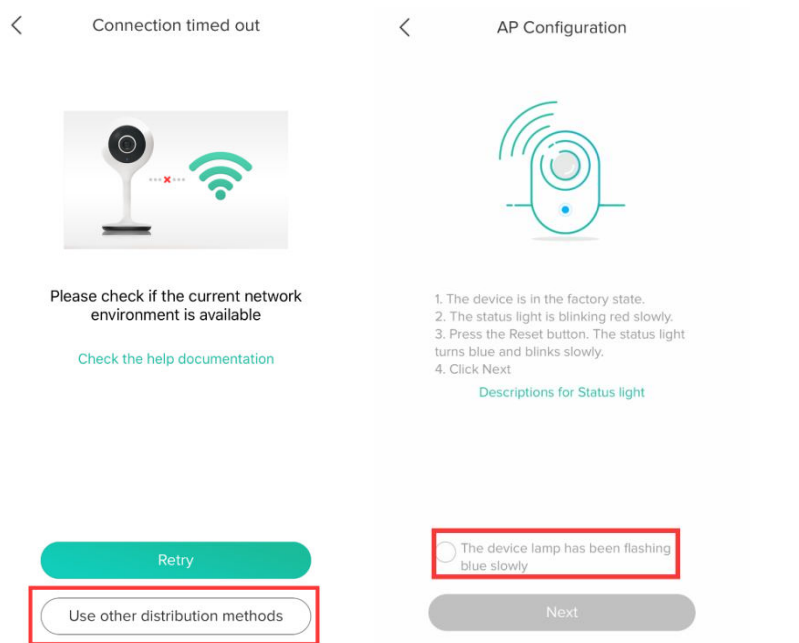 Connection timed out
Please check if the current network
environment is available
Check the help documentation
Retry
Use other distribution methods
AP Configuration
1. The device is in the factory state.
2. The status light is blinking red slowly.
3. Press the Reset button. The status light
turns blue and blinks slowly.
4. Click Next
Descriptions for Status light
The device lamp has been flashing
blue slowly
Next